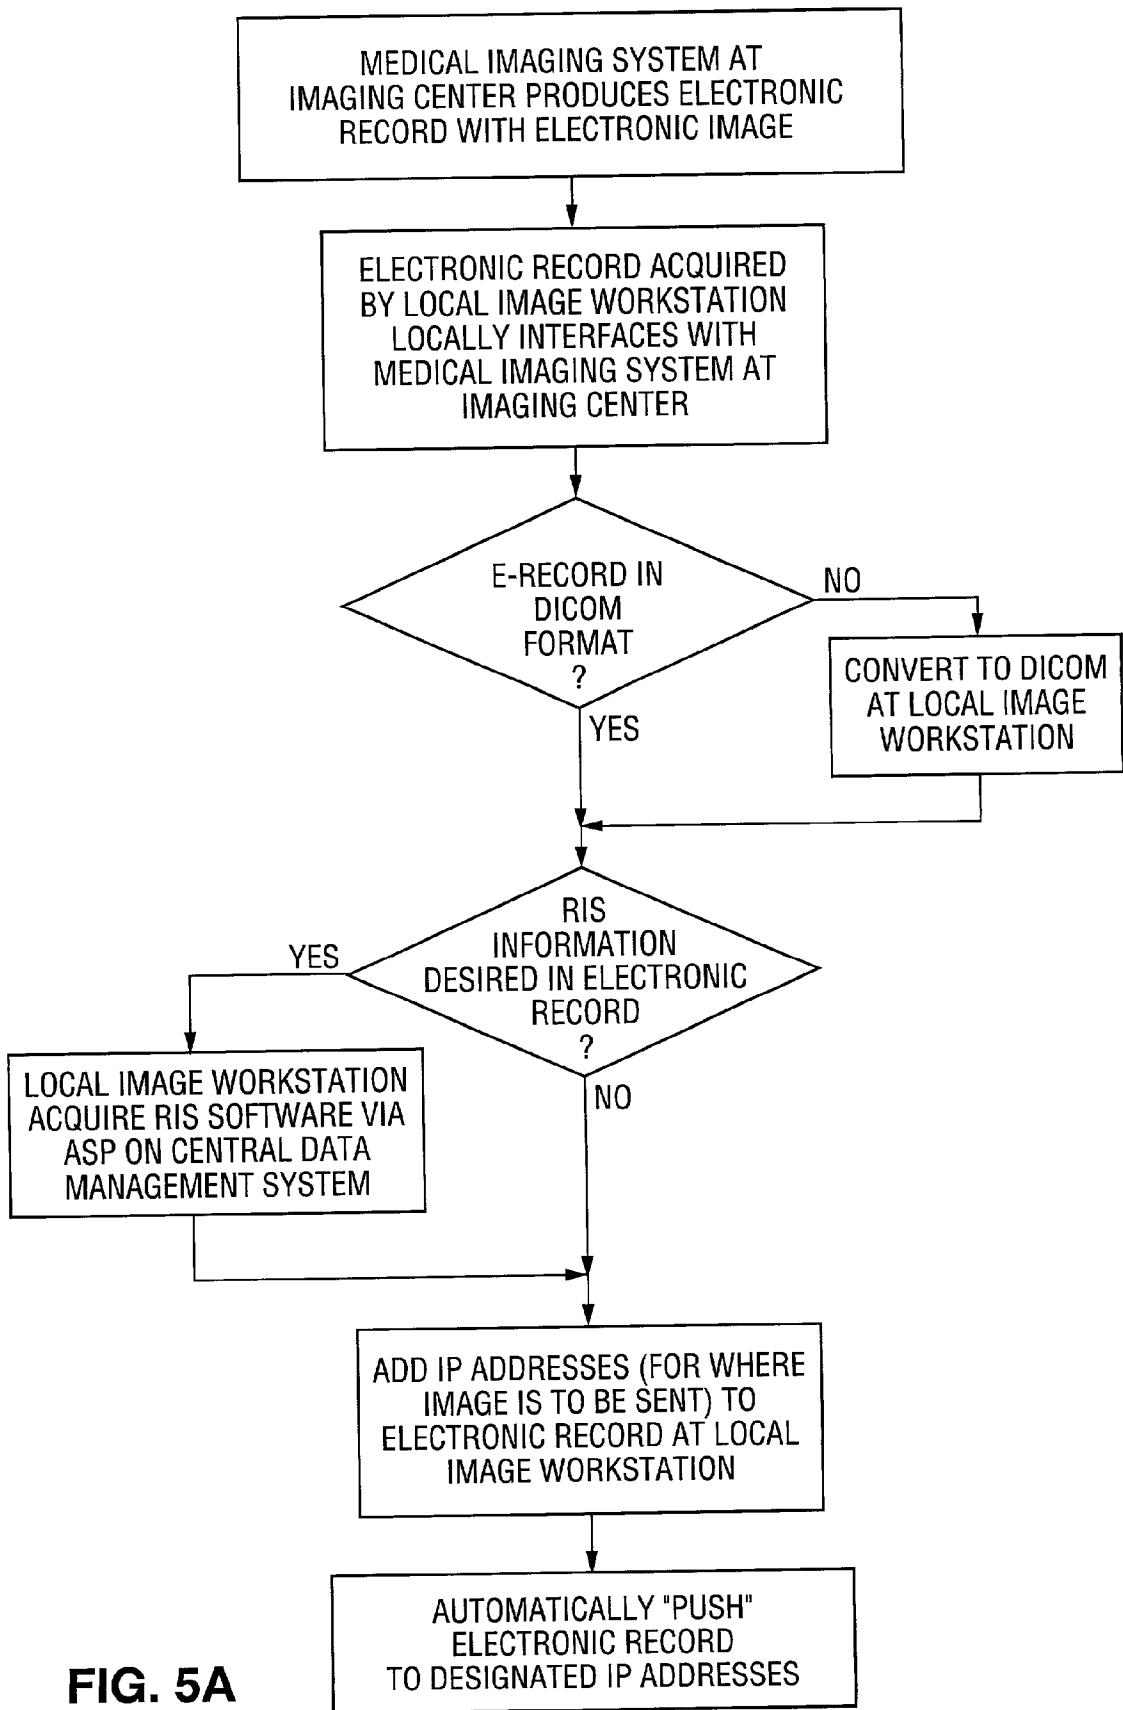 MEDICAL IMAGING SYSTEM AT
IMAGING CENTER PRODUCES ELECTRONIC
RECORD WITH ELECTRONIC IMAGE
ELECTRONIC RECORD ACQUIRED
BY LOCAL IMAGE WORKSTATION
LOCALLY INTERFACES WITH
MEDICAL IMAGING SYSTEM AT
IMAGING CENTER
E-RECORD IN
DICOM
FORMAT
?
NO
CONVERT TO DICOM
AT LOCAL IMAGE
WORKSTATION
YES
RIS
INFORMATION
DESIRED IN ELECTRONIC
RECORD
?
YES
LOCAL IMAGE WORKSTATION
ACQUIRE RIS SOFTWARE VIA
ASP ON CENTRAL DATA
MANAGEMENT SYSTEM
NO
ADD IP ADDRESSES (FOR WHERE
IMAGE IS TO BE SENT) TO
ELECTRONIC RECORD AT LOCAL
IMAGE WORKSTATION
AUTOMATICALLY "PUSH"
ELECTRONIC RECORD
TO DESIGNATED IP ADDRESSES
FIG. 5A